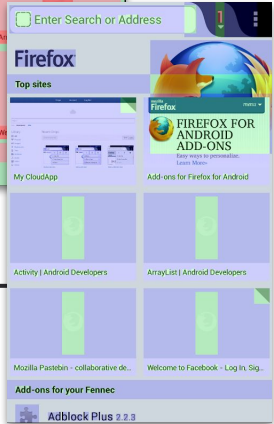 Enter Search or Address
1
Firefox
Top sites
mozilla
Firefox
menu
FIREFOX FOR
ANDROID
ADD-ONS
Easy ways to personalize.
Learn More»
My CloudApp
Add-ons for Firefox for Android
Activity | Android Developers
ArrayList | Android Developers
Mozilla Pastebin - collaborative de...
Welcome to Facebook - Log In, Sig...
Add-ons for your Fennec
Adblock Plus 2.2.3